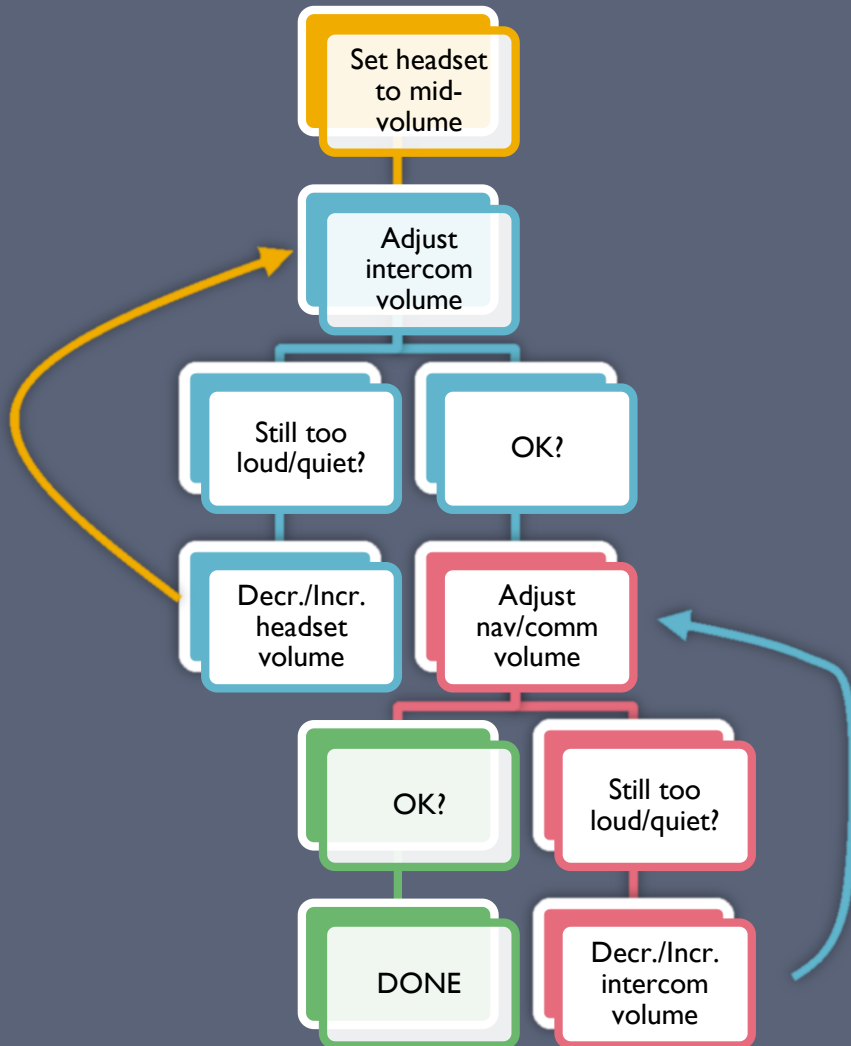 Set headset
to mid-
volume
Adjust
intercom
volume
Still too
loud/quiet?
OK?
Decr./Incr.
headset
volume
Adjust
nav/comm
volume
OK?
Still too
loud/quiet?
DONE
Decr./Incr.
intercom
volume